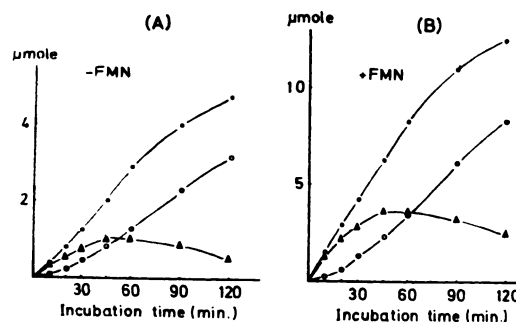 (A)
μmole
−FMN
4
2
30 60 90 120
Incubation time (min.)
(B)
μmole
+FMN
10
5
30 60 90 120
Incubation time (min.)